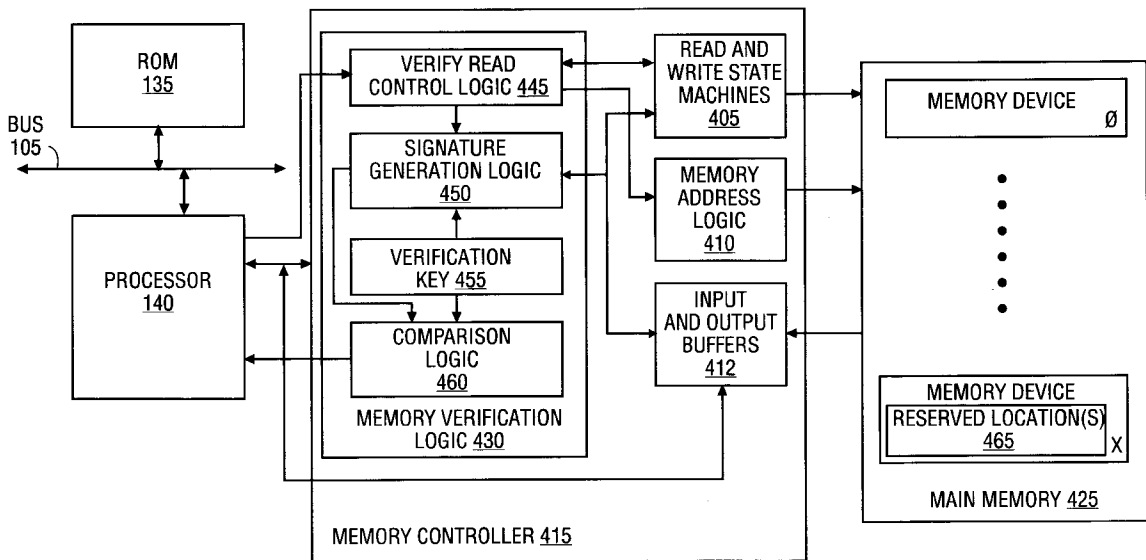 ROM
135
BUS
105
PROCESSOR
140
VERIFY READ
CONTROL LOGIC 445
SIGNATURE
GENERATION LOGIC
450
VERIFICATION
KEY 455
COMPARISON
LOGIC
460
MEMORY VERIFICATION
LOGIC 430
READ AND
WRITE STATE
MACHINES
405
MEMORY
ADDRESS
LOGIC
410
INPUT
AND OUTPUT
BUFFERS
412
MEMORY CONTROLLER 415
MEMORY DEVICE
Ø
MEMORY DEVICE
RESERVED LOCATION(S)
465
X
MAIN MEMORY 425